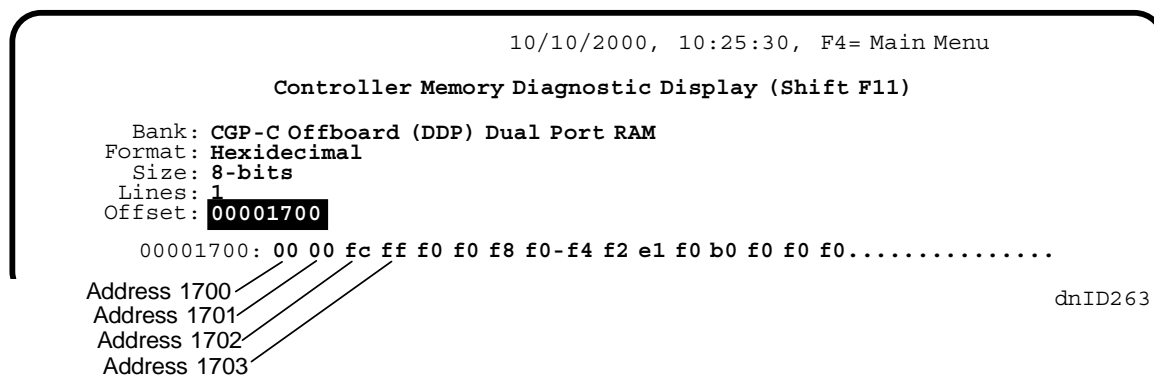 10/10/2000, 10:25:30, F4= Main Menu
Controller Memory Diagnostic Display (Shift F11)
Bank: CGP-C Offboard (DDP) Dual Port RAM
Format: Hexidecimal
Size: 8-bits
Lines: 1
Offset: 00001700
00001700: 00 00 fc ff f0 f0 f8 f0-f4 f2 e1 f0 b0 f0 f0 f0...............
Address 1700
Address 1701
Address 1702
Address 1703
dnID263